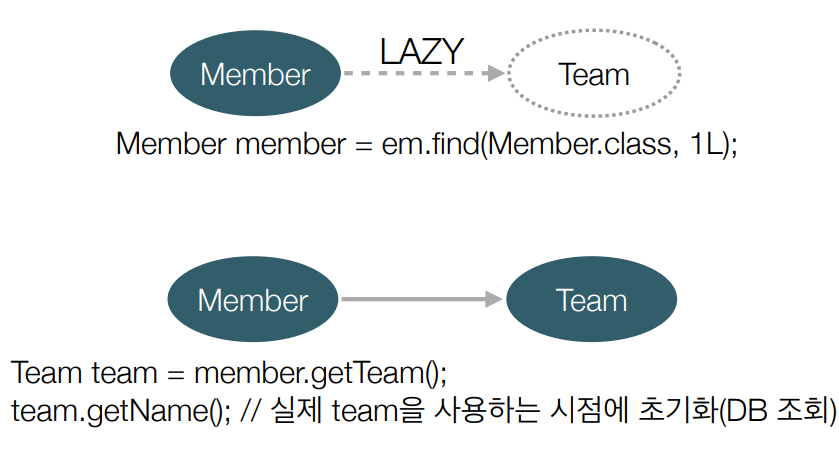 LAZY
Member Team
Member member = em.find(Member.class, 1L);
Member Team
Team team = member.getTeam();
team.getName(); // 실제 team을 사용하는 시점에 초기화(DB 조회)